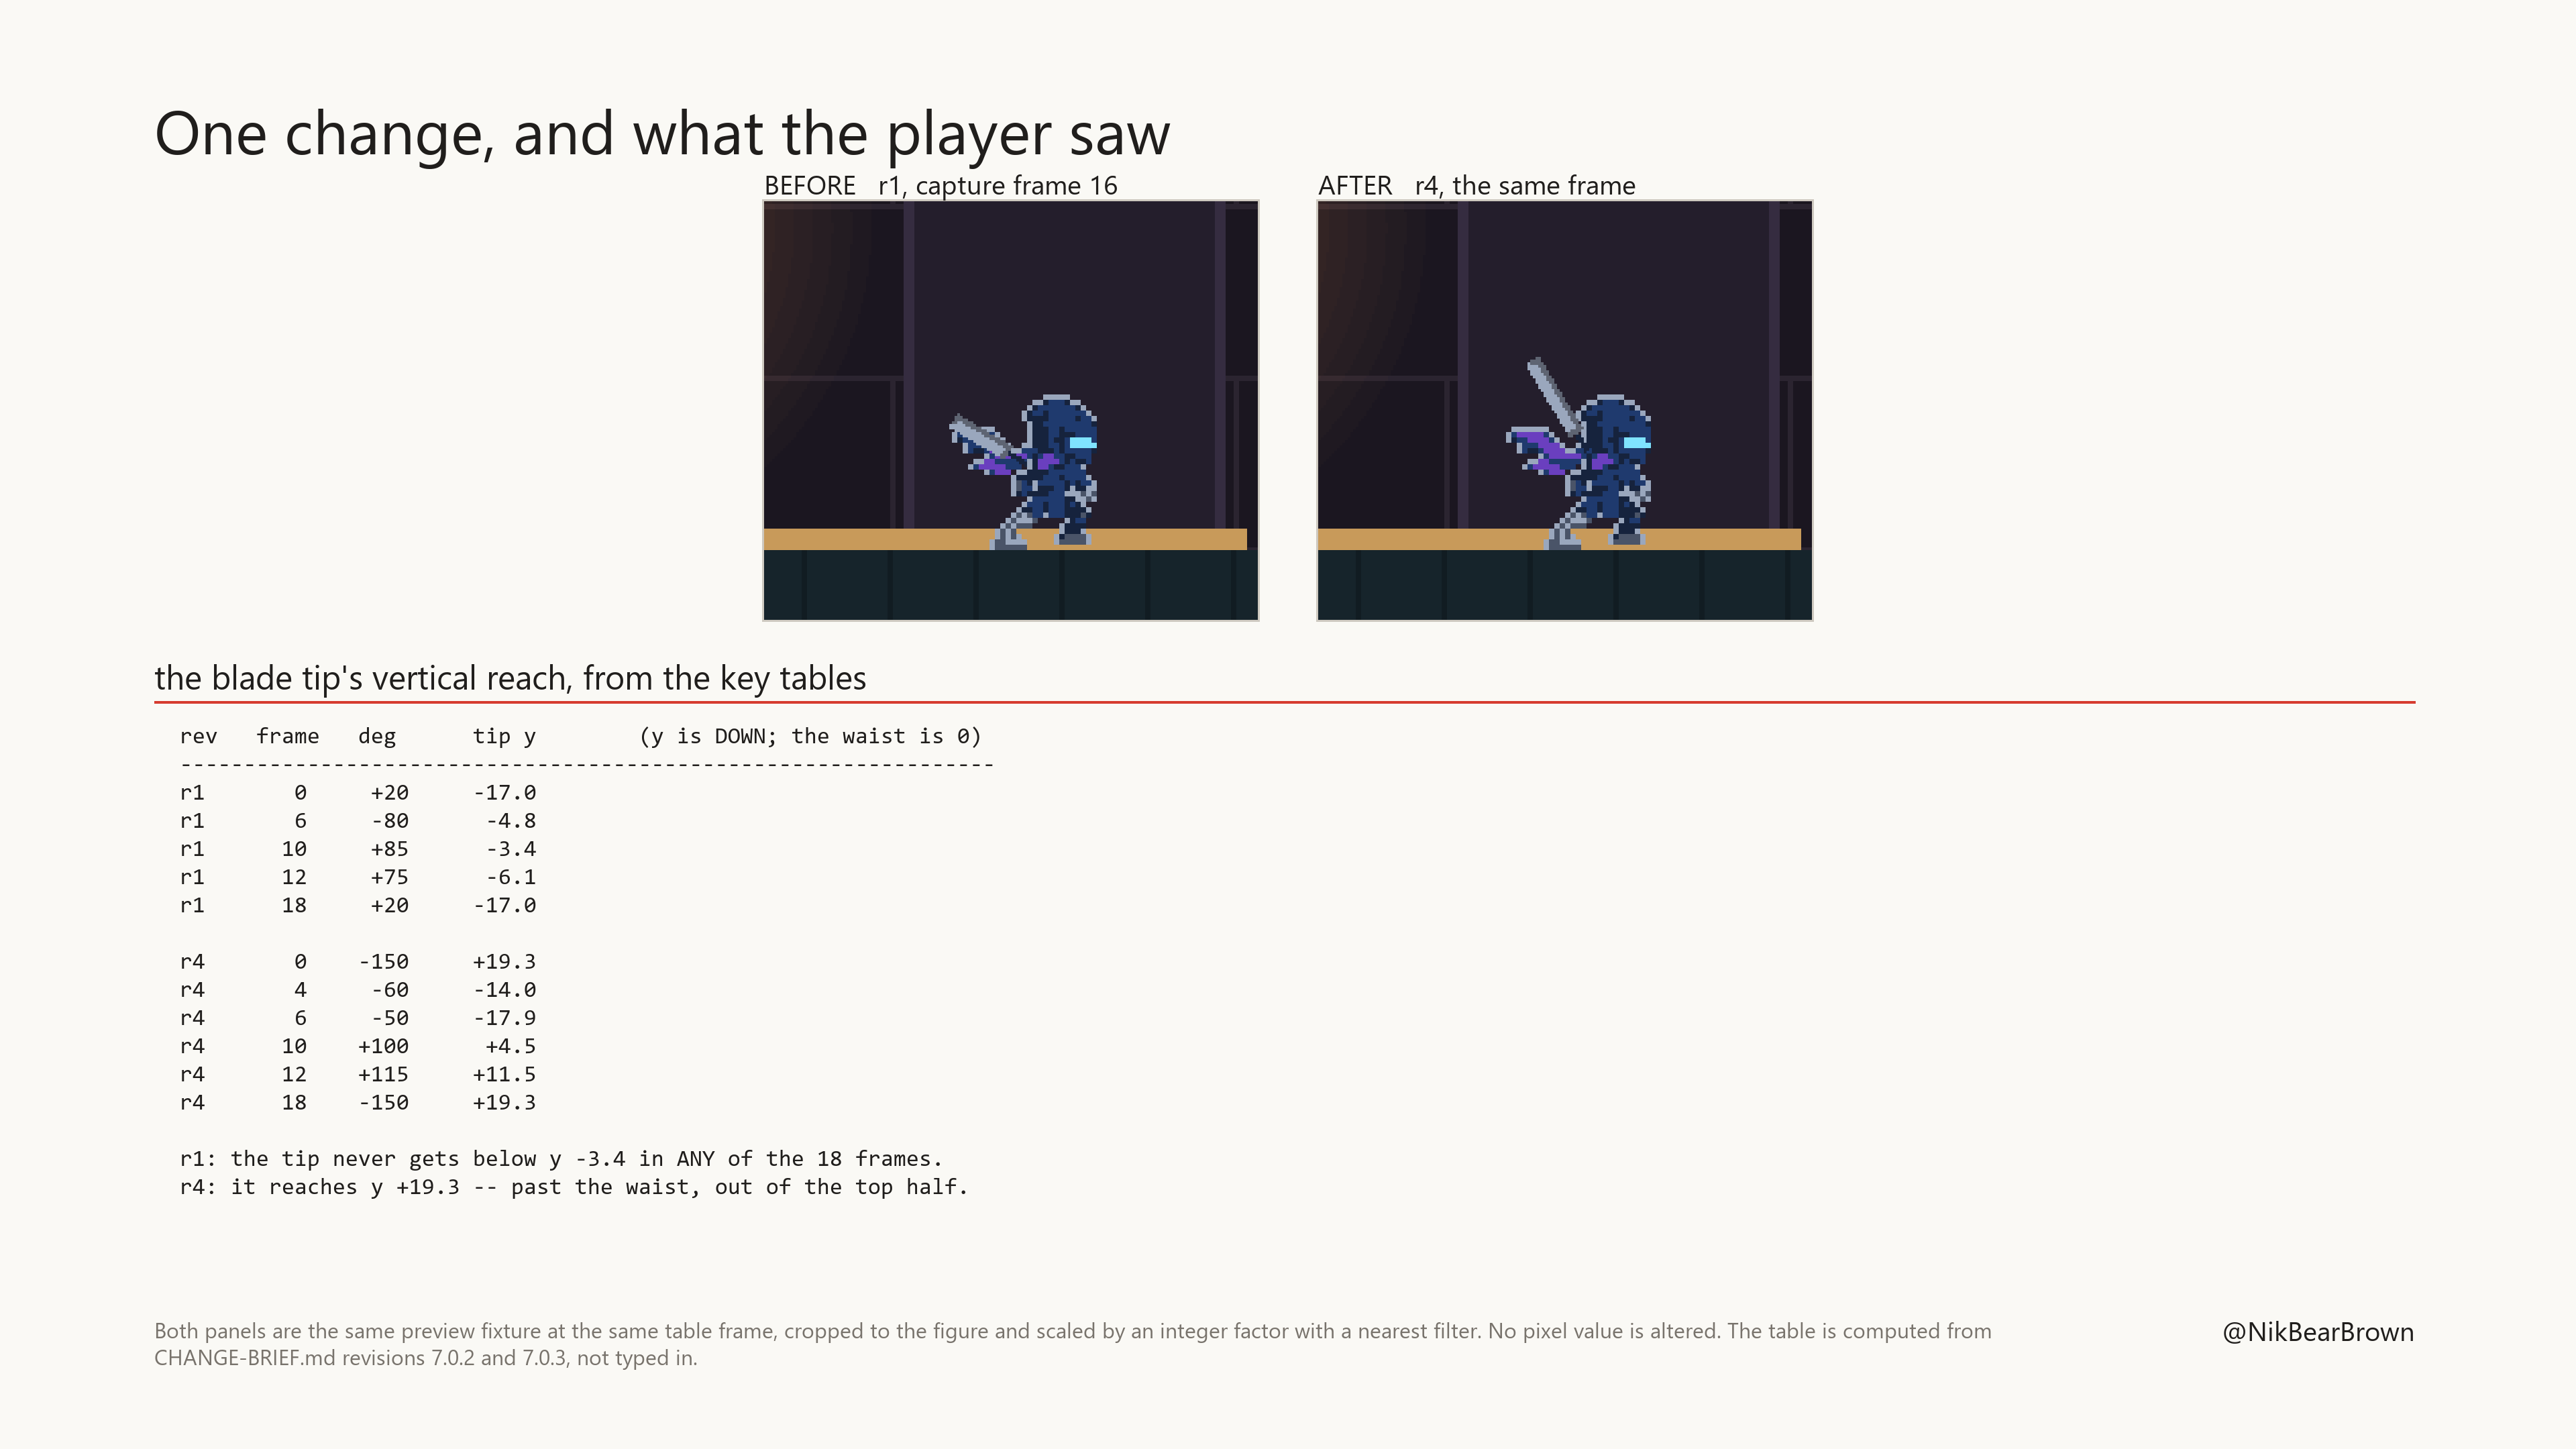 One change, and what the player saw
BEFORE   r1, capture frame 16
AFTER   r4, the same frame
the blade tip's vertical reach, from the key tables
rev   frame   deg      tip y        (y is DOWN; the waist is 0)
----------------------------------------------------------------
r1       0     +20     -17.0
r1       6     -80      -4.8
r1      10     +85      -3.4
r1      12     +75      -6.1
r1      18     +20     -17.0
r4       0    -150     +19.3
r4       4     -60     -14.0
r4       6     -50     -17.9
r4      10    +100      +4.5
r4      12    +115     +11.5
r4      18    -150     +19.3
r1: the tip never gets below y -3.4 in ANY of the 18 frames.
r4: it reaches y +19.3 -- past the waist, out of the top half.
Both panels are the same preview fixture at the same table frame, cropped to the figure and scaled by an integer factor with a nearest filter. No pixel value is altered. The table is computed from
CHANGE-BRIEF.md revisions 7.0.2 and 7.0.3, not typed in.
@NikBearBrown